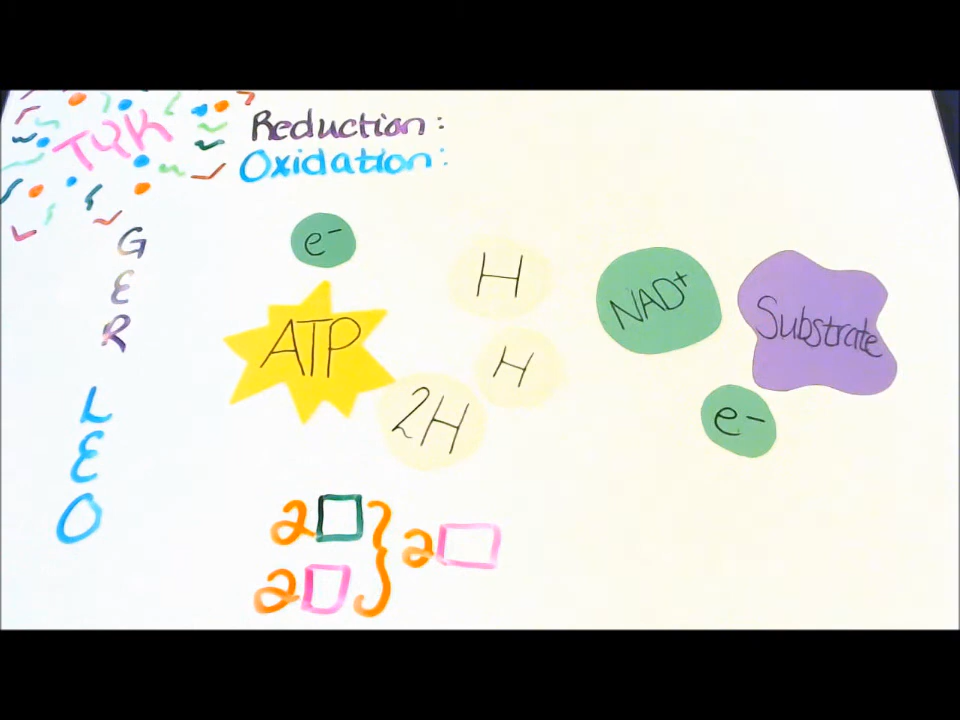 TYK
Reduction:
Oxidation:
G
E
R
L
E
O
e-
ATP
H
H
2H
NAD+
Substrate
e-
2 } 2
2